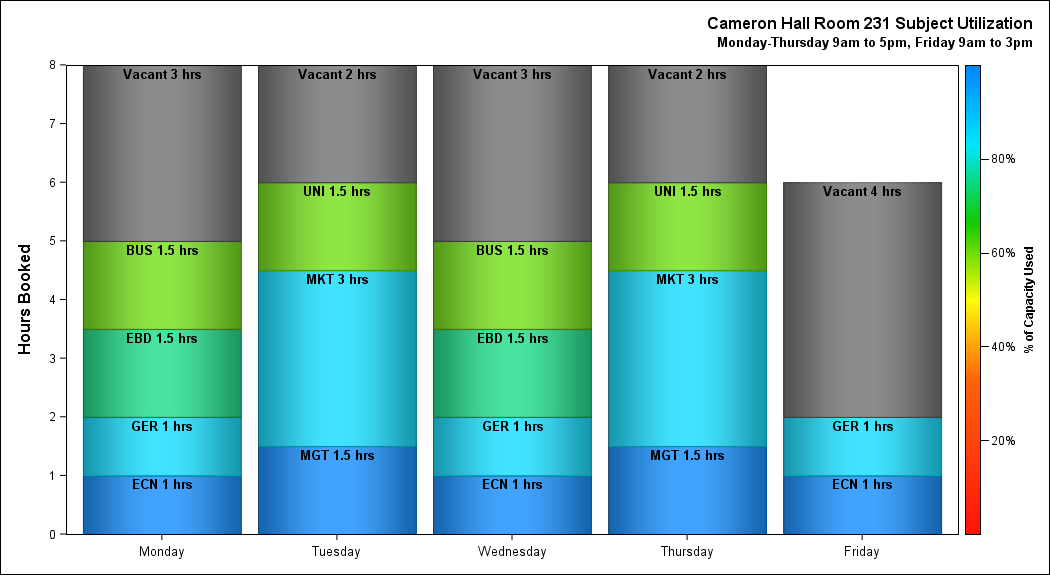 Cameron Hall Room 231 Subject Utilization
Monday-Thursday 9am to 5pm, Friday 9am to 3pm
Hours Booked
8
7
6
5
4
3
2
1
0
Vacant 3 hrs
BUS 1.5 hrs
EBD 1.5 hrs
GER 1 hrs
ECN 1 hrs
Monday
Vacant 2 hrs
UNI 1.5 hrs
MKT 3 hrs
MGT 1.5 hrs
Tuesday
Vacant 3 hrs
BUS 1.5 hrs
EBD 1.5 hrs
GER 1 hrs
ECN 1 hrs
Wednesday
Vacant 2 hrs
UNI 1.5 hrs
MKT 3 hrs
MGT 1.5 hrs
Thursday
Vacant 4 hrs
GER 1 hrs
ECN 1 hrs
Friday
80%
60%
40%
20%
% of Capacity Used